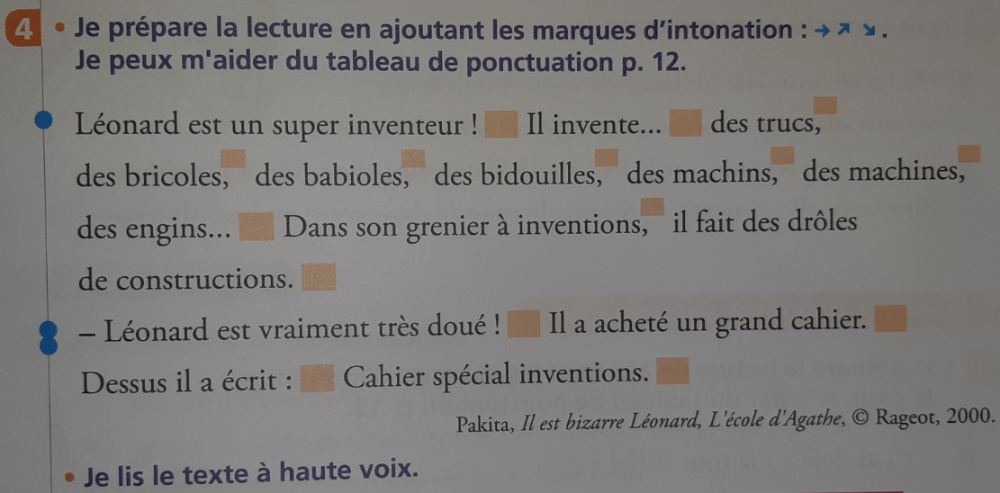 4 • Je prépare la lecture en ajoutant les marques d'intonation : → ↗ ↘ .
Je peux m'aider du tableau de ponctuation p. 12.
Léonard est un super inventeur ! Il invente... des trucs,
des bricoles, des babioles, des bidouilles, des machins, des machines,
des engins... Dans son grenier à inventions, il fait des drôles
de constructions.
– Léonard est vraiment très doué ! Il a acheté un grand cahier.
Dessus il a écrit : Cahier spécial inventions.
Pakita, Il est bizarre Léonard, L'école d'Agathe, © Rageot, 2000.
• Je lis le texte à haute voix.